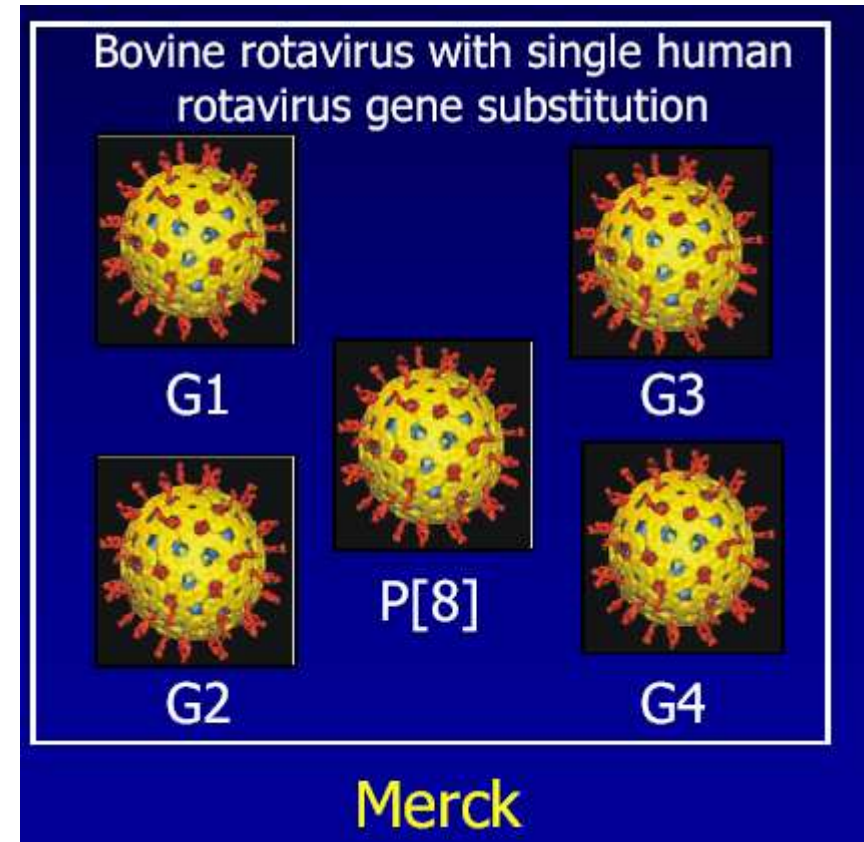 Bovine rotavirus with single human
rotavirus gene substitution
G1
G3
P[8]
G2
G4
Merck